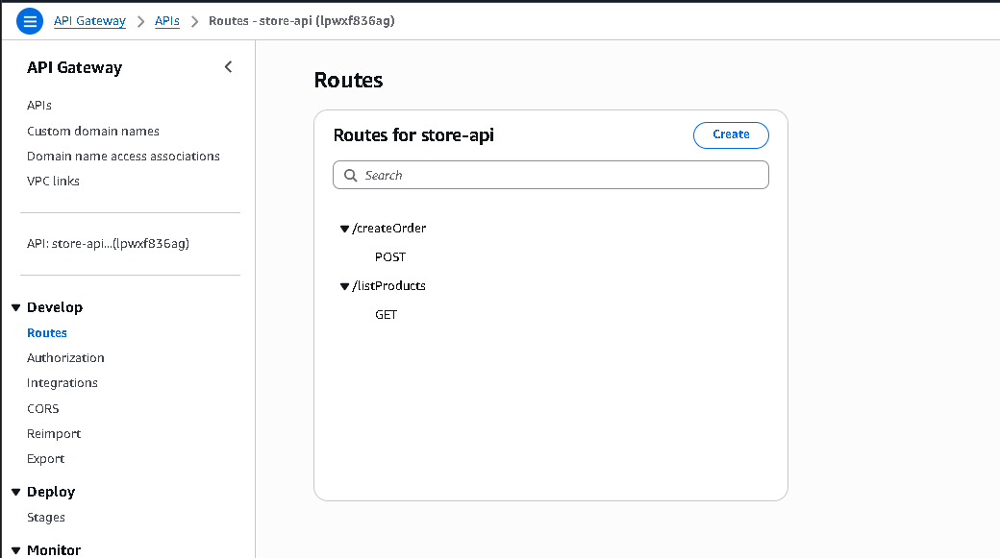 API Gateway > APIs > Routes - store-api (lpwxf836ag)
API Gateway
APIs
Custom domain names
Domain name access associations
VPC links
API: store-api...(lpwxf836ag)
Develop
Routes
Authorization
Integrations
CORS
Reimport
Export
Deploy
Stages
Monitor
Routes
Routes for store-api
Create
Search
/createOrder
POST
/listProducts
GET